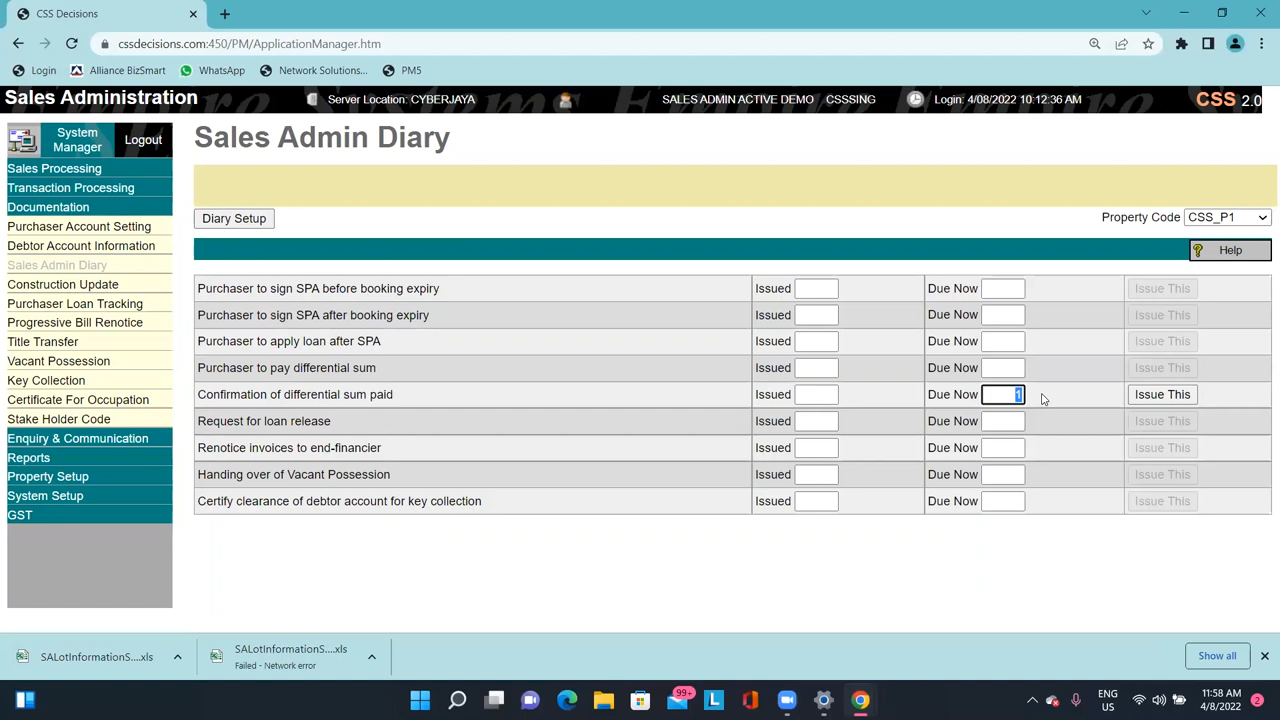 CSS Decisions
cssdecisions.com:450/PM/ApplicationManager.htm
Login
Alliance BizSmart
WhatsApp
Network Solutions...
PM5
Sales Administration
Server Location: CYBERJAYA
SALES ADMIN ACTIVE DEMO
CSSSING
Login: 4/08/2022 10:12:36 AM
CSS 2.0
System Manager
Logout
Sales Admin Diary
Sales Processing
Transaction Processing
Documentation
Purchaser Account Setting
Debtor Account Information
Sales Admin Diary
Construction Update
Purchaser Loan Tracking
Progressive Bill Renotice
Title Transfer
Vacant Possession
Key Collection
Certificate For Occupation
Stake Holder Code
Enquiry & Communication
Reports
Property Setup
System Setup
GST
Diary Setup
Property Code CSS_P1
Help
Purchaser to sign SPA before booking expiry Issued Due Now Issue This
Purchaser to sign SPA after booking expiry Issued Due Now Issue This
Purchaser to apply loan after SPA Issued Due Now Issue This
Purchaser to pay differential sum Issued Due Now Issue This
Confirmation of differential sum paid Issued Due Now 1 Issue This
Request for loan release Issued Due Now Issue This
Renotice invoices to end-financier Issued Due Now Issue This
Handing over of Vacant Possession Issued Due Now Issue This
Certify clearance of debtor account for key collection Issued Due Now Issue This
SALotInformationS....xls
SALotInformationS....xls
Failed - Network error
Show all
99+
L
ENG
US
11:58 AM
4/8/2022
2